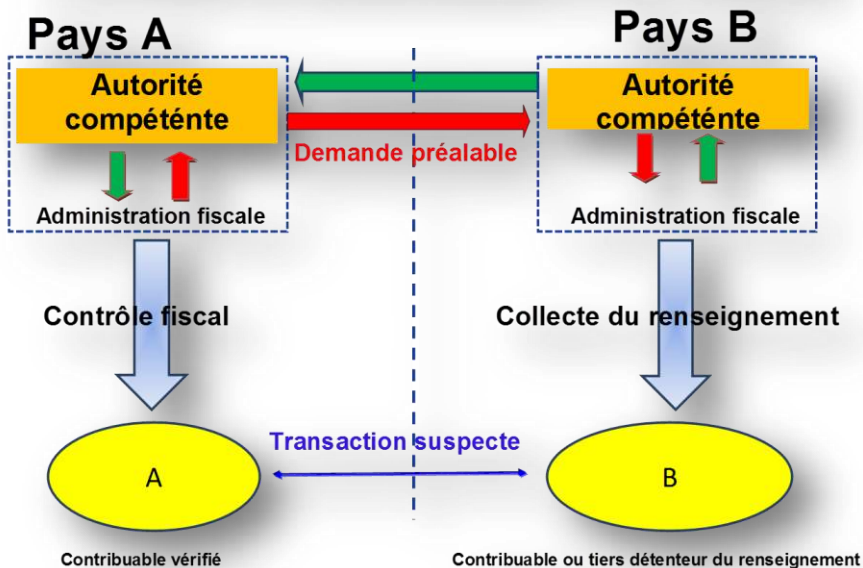 Pays A
Pays B
Autorité
compéténte
Autorité
compéténte
Demande préalable
Administration fiscale
Administration fiscale
Contrôle fiscal
Collecte du renseignement
Transaction suspecte
A
B
Contribuable vérifié
Contribuable ou tiers détenteur du renseignement